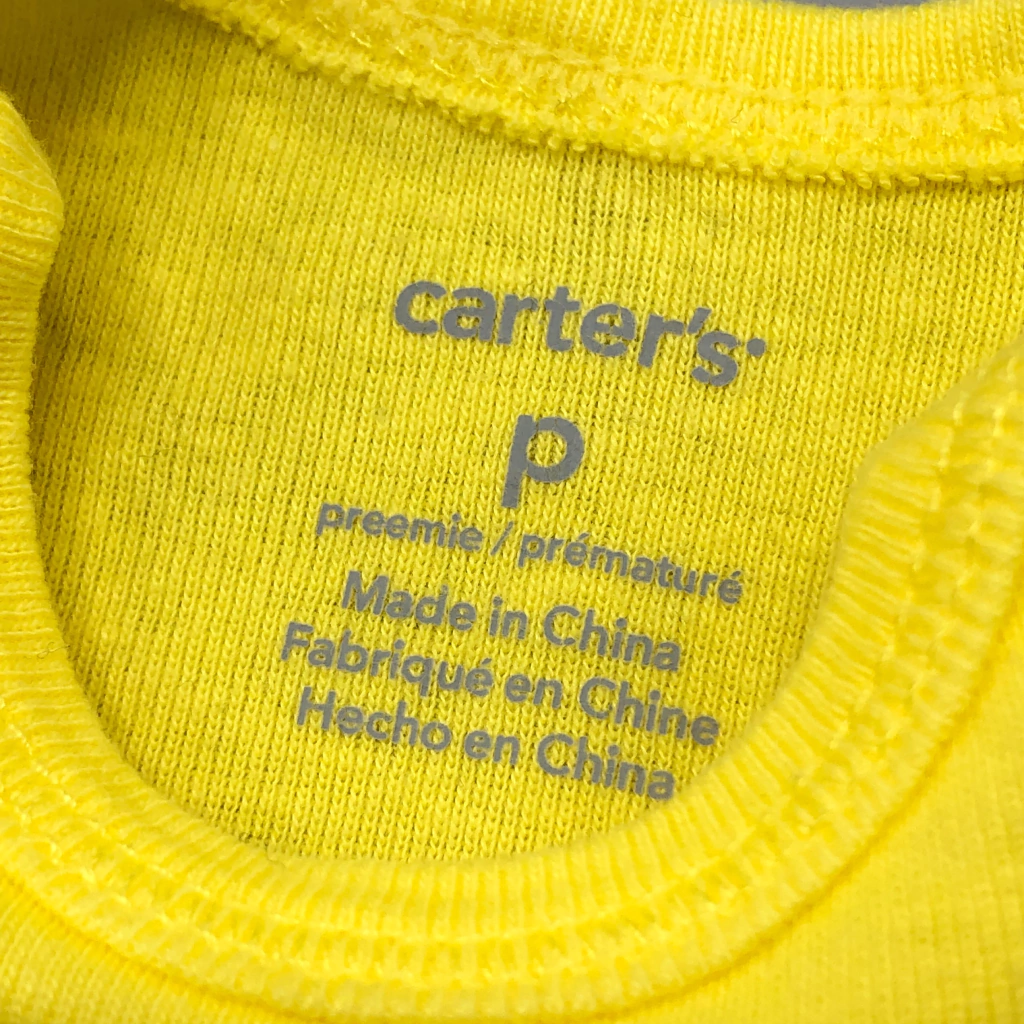 carter's
p
preemie / prématuré
Made in China
Fabriqué en Chine
Hecho en China